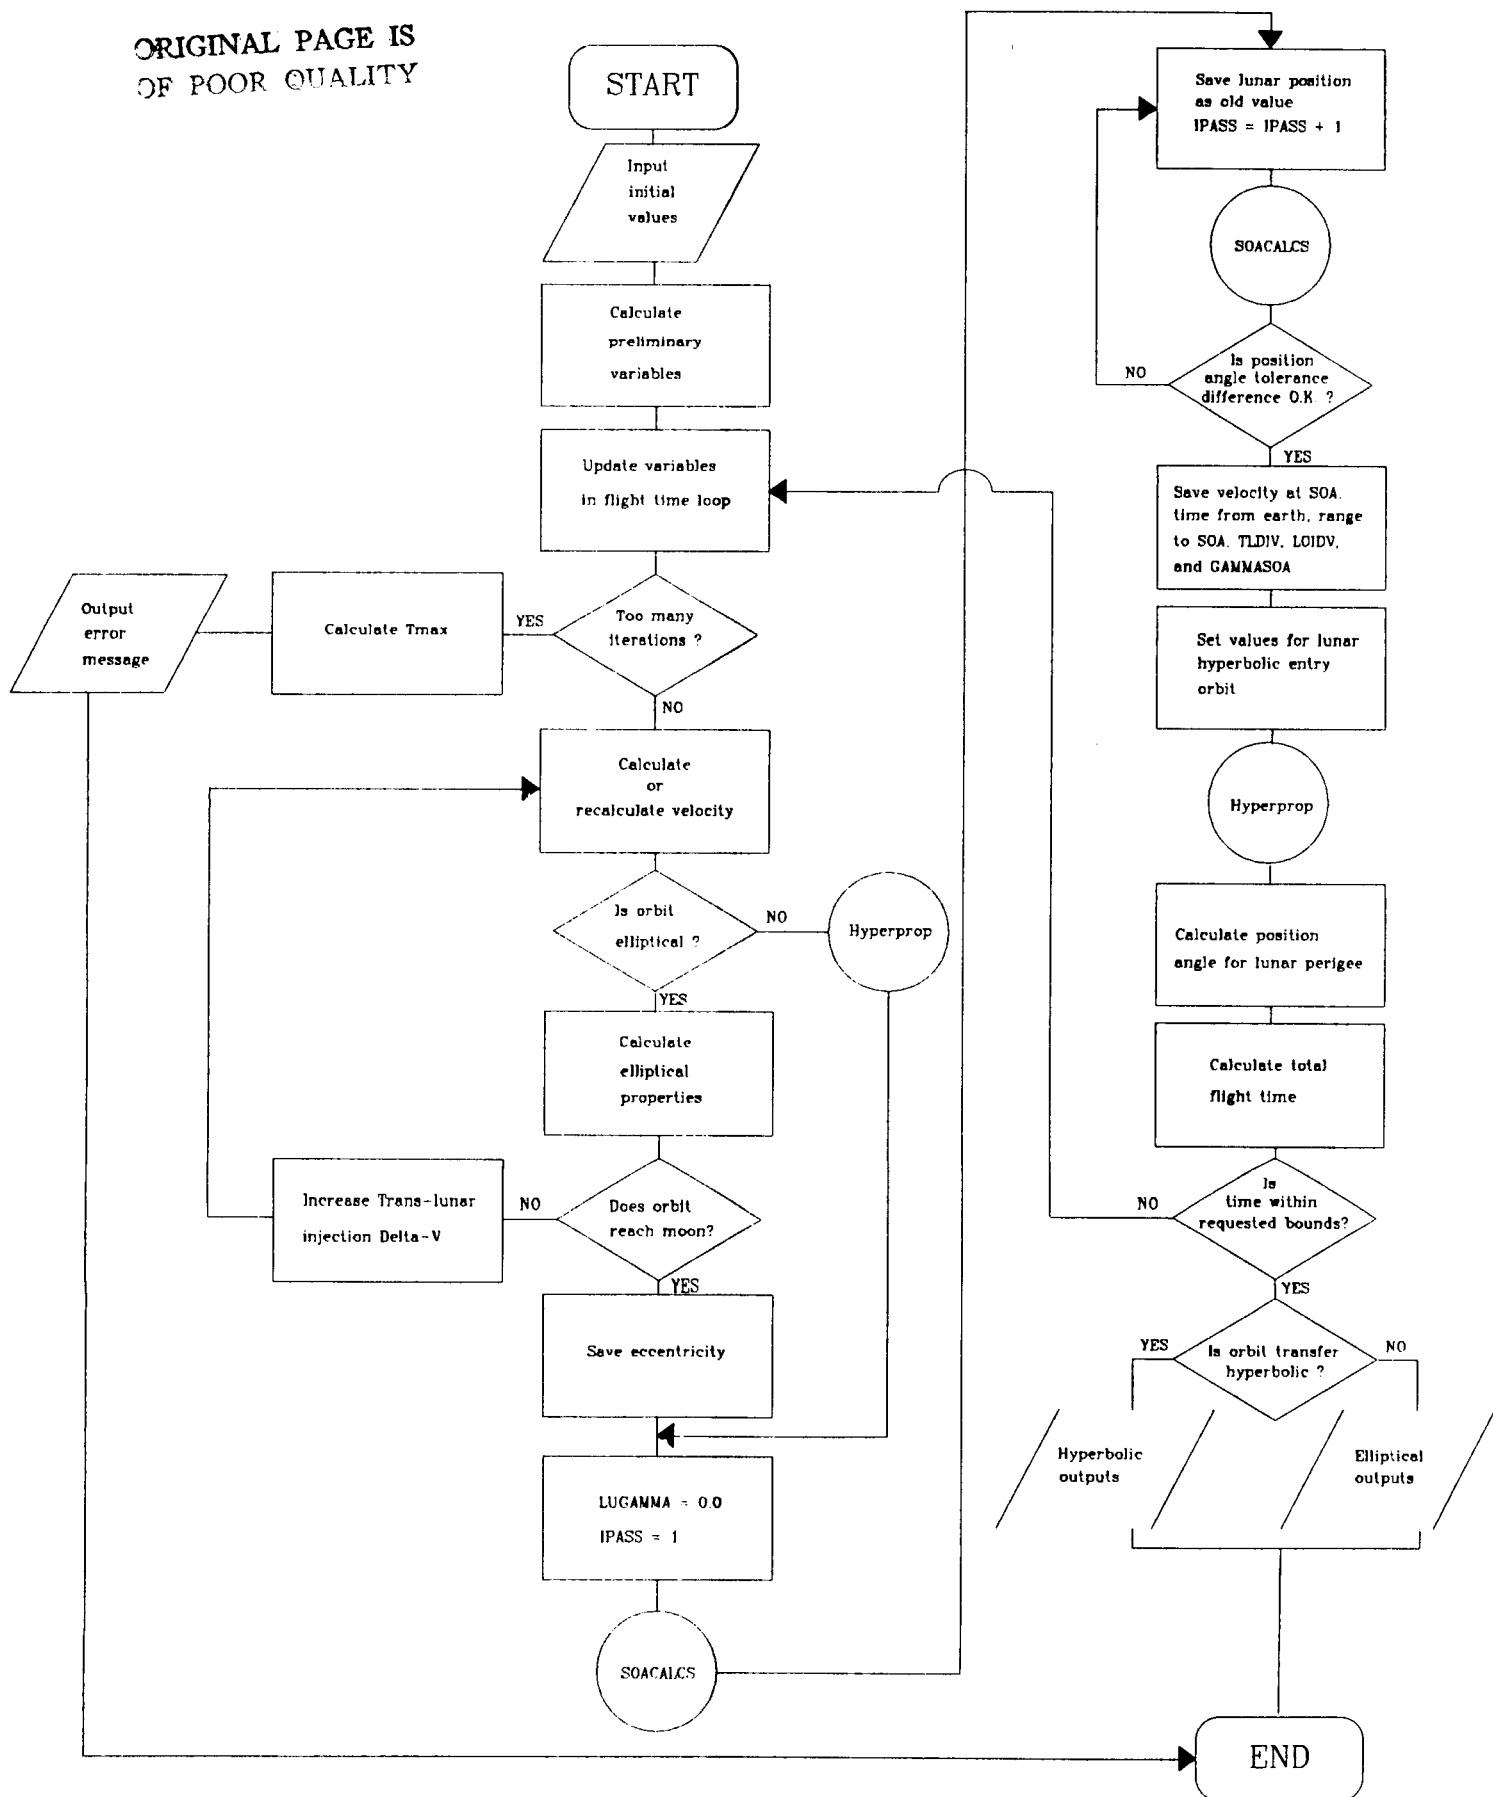 ORIGINAL PAGE IS
OF POOR QUALITY
START
Input
initial
values
Calculate
preliminary
variables
Update variables
in flight time loop
Too many
iterations ?
YES
Calculate Tmax
Output
error
message
NO
Calculate
or
recalculate velocity
Is orbit
elliptical ?
NO
Hyperprop
YES
Calculate
elliptical
properties
Does orbit
reach moon?
NO
Increase Trans-lunar
injection Delta-V
YES
Save eccentricity
LUGAMMA = 0.0
IPASS = 1
SOACALCS
Save lunar position
as old value
IPASS = IPASS + 1
SOACALCS
Is position
angle tolerance
difference O.K. ?
NO
YES
Save velocity at SOA,
time from earth, range
to SOA, TLDIV, LOIDV,
and GAMMASOA
Set values for lunar
hyperbolic entry
orbit
Hyperprop
Calculate position
angle for lunar perigee
Calculate total
flight time
Is
time within
requested bounds?
NO
YES
Is orbit transfer
hyperbolic ?
YES
NO
Hyperbolic
outputs
Elliptical
outputs
END